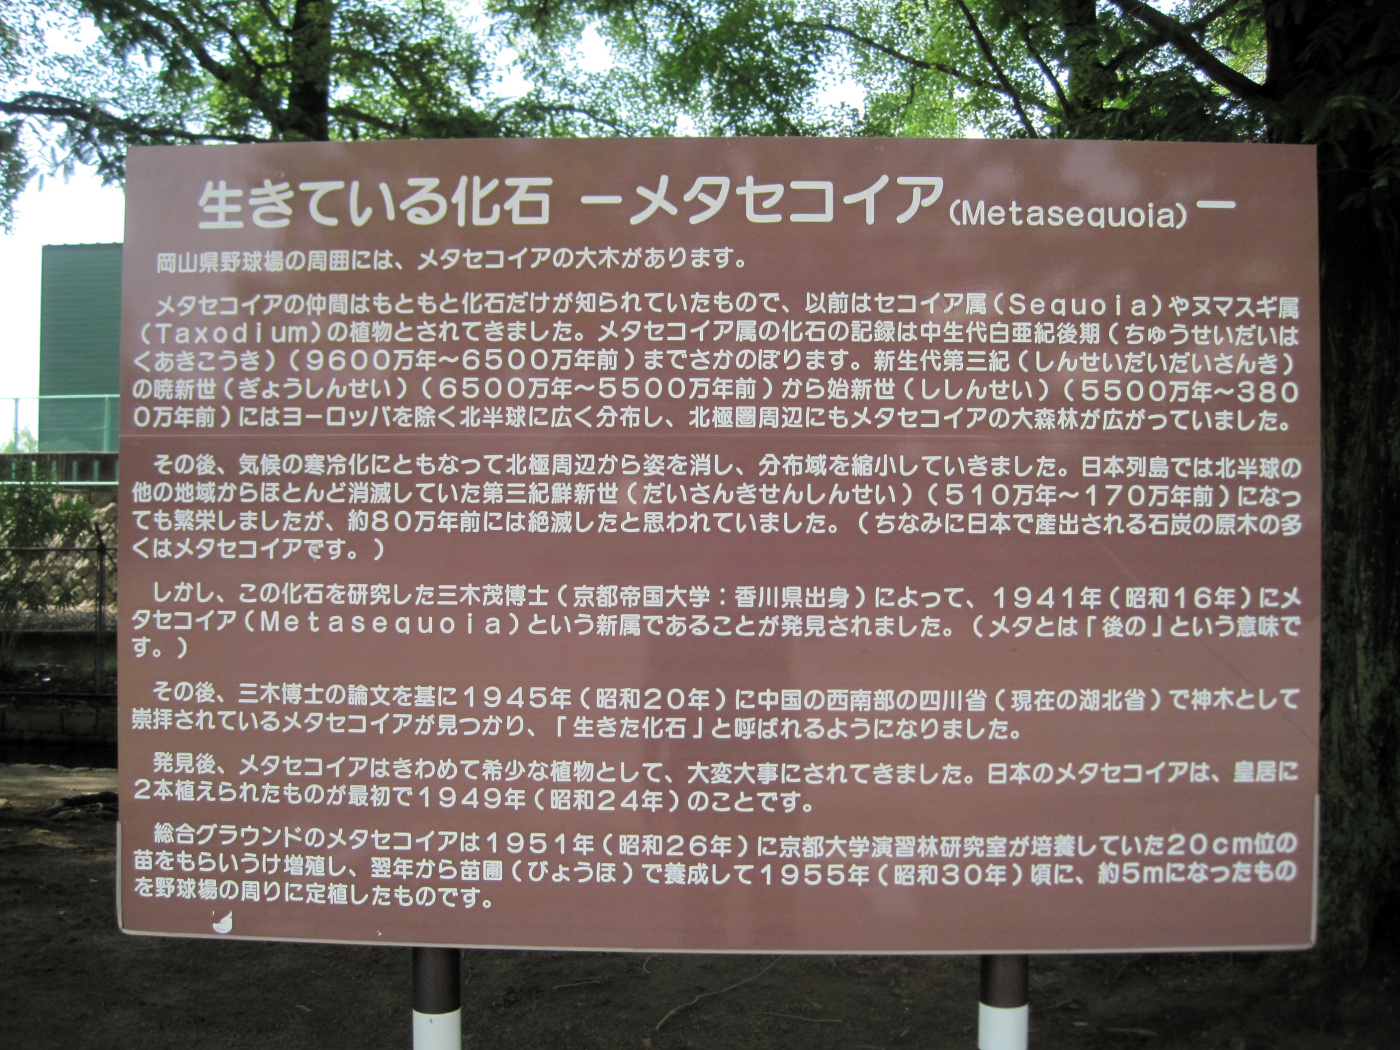 生きている化石 －メタセコイア(Metasequoia)－
岡山県野球場の周囲には、メタセコイアの大木があります。
メタセコイアの仲間はもともと化石だけが知られていたもので、以前はセコイア属（Ｓｅｑｕｏｉａ）やヌマスギ属
（Ｔａｘｏｄｉｕｍ）の植物とされてきました。メタセコイア属の化石の記録は中生代白亜紀後期（ちゅうせいだいは
くあきこうき）（９６００万年～６５００万年前）までさかのぼります。新生代第三紀（しんせいだいだいさんき）
の暁新世（ぎょうしんせい）（６５００万年～５５００万年前）から始新世（ししんせい）（５５００万年～３８０
０万年前）にはヨーロッパを除く北半球に広く分布し、北極圏周辺にもメタセコイアの大森林が広がっていました。
その後、気候の寒冷化にともなって北極周辺から姿を消し、分布域を縮小していきました。日本列島では北半球の
他の地域からほとんど消滅していた第三紀鮮新世（だいさんきせんしんせい）（５１０万年～１７０万年前）になっ
ても繁栄しましたが、約８０万年前には絶滅したと思われていました。（ちなみに日本で産出される石炭の原木の多
くはメタセコイアです。）
しかし、この化石を研究した三木茂博士（京都帝国大学：香川県出身）によって、１９４１年（昭和１６年）にメ
タセコイア（Ｍｅｔａｓｅｑｕｏｉａ）という新属であることが発見されました。（メタとは「後の」という意味で
す。）
その後、三木博士の論文を基に１９４５年（昭和２０年）に中国の西南部の四川省（現在の湖北省）で神木として
崇拝されているメタセコイアが見つかり、「生きた化石」と呼ばれるようになりました。
発見後、メタセコイアはきわめて希少な植物として、大変大事にされてきました。日本のメタセコイアは、皇居に
２本植えられたものが最初で１９４９年（昭和２４年）のことです。
総合グラウンドのメタセコイアは１９５１年（昭和２６年）に京都大学演習林研究室が培養していた２０ｃｍ位の
苗をもらいうけ増殖し、翌年から苗圃（びょうほ）で養成して１９５５年（昭和３０年）頃に、約５ｍになったもの
を野球場の周りに定植したものです。